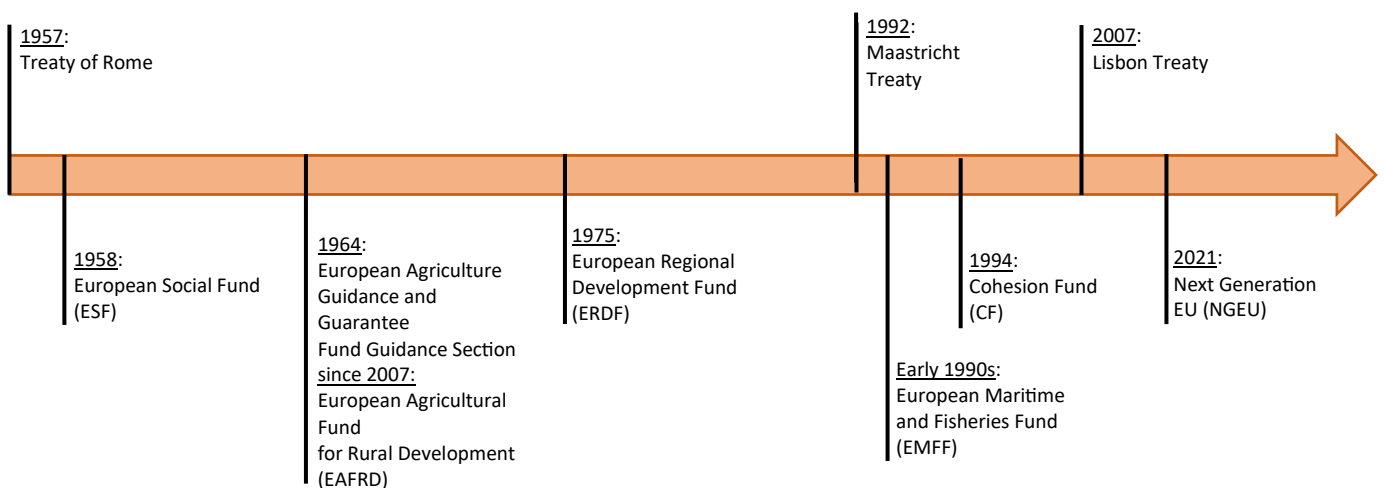 1957:
Treaty of Rome
1992:
Maastricht
Treaty
2007:
Lisbon Treaty
1958:
European Social Fund
(ESF)
1964:
European Agriculture
Guidance and
Guarantee
Fund Guidance Section
since 2007:
European Agricultural
Fund
for Rural Development
(EAFRD)
1975:
European Regional
Development Fund
(ERDF)
Early 1990s:
European Maritime
and Fisheries Fund
(EMFF)
1994:
Cohesion Fund
(CF)
2021:
Next Generation
EU (NGEU)